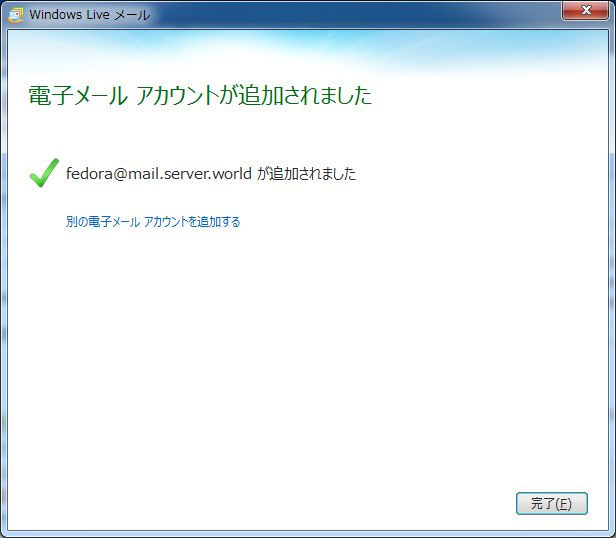 Windows Live メール
電子メール アカウントが追加されました
fedora@mail.server.world が追加されました
別の電子メール アカウントを追加する
完了(F)